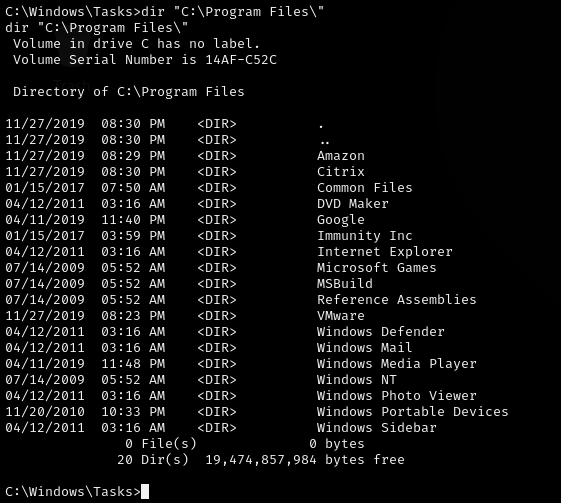 C:\Windows\Tasks>dir "C:\Program Files\"
dir "C:\Program Files\"
 Volume in drive C has no label.
 Volume Serial Number is 14AF-C52C

 Directory of C:\Program Files

11/27/2019  08:30 PM    <DIR>          .
11/27/2019  08:30 PM    <DIR>          ..
11/27/2019  08:29 PM    <DIR>          Amazon
11/27/2019  08:30 PM    <DIR>          Citrix
01/15/2017  07:50 AM    <DIR>          Common Files
04/12/2011  03:16 AM    <DIR>          DVD Maker
04/11/2019  11:40 PM    <DIR>          Google
01/15/2017  03:59 PM    <DIR>          Immunity Inc
04/12/2011  03:16 AM    <DIR>          Internet Explorer
07/14/2009  05:52 AM    <DIR>          Microsoft Games
07/14/2009  05:52 AM    <DIR>          MSBuild
07/14/2009  05:52 AM    <DIR>          Reference Assemblies
11/27/2019  08:23 PM    <DIR>          VMware
04/12/2011  03:16 AM    <DIR>          Windows Defender
04/12/2011  03:16 AM    <DIR>          Windows Mail
04/11/2019  11:48 PM    <DIR>          Windows Media Player
07/14/2009  05:52 AM    <DIR>          Windows NT
04/12/2011  03:16 AM    <DIR>          Windows Photo Viewer
11/20/2010  10:33 PM    <DIR>          Windows Portable Devices
04/12/2011  03:16 AM    <DIR>          Windows Sidebar
               0 File(s)              0 bytes
              20 Dir(s)  19,474,857,984 bytes free

C:\Windows\Tasks>